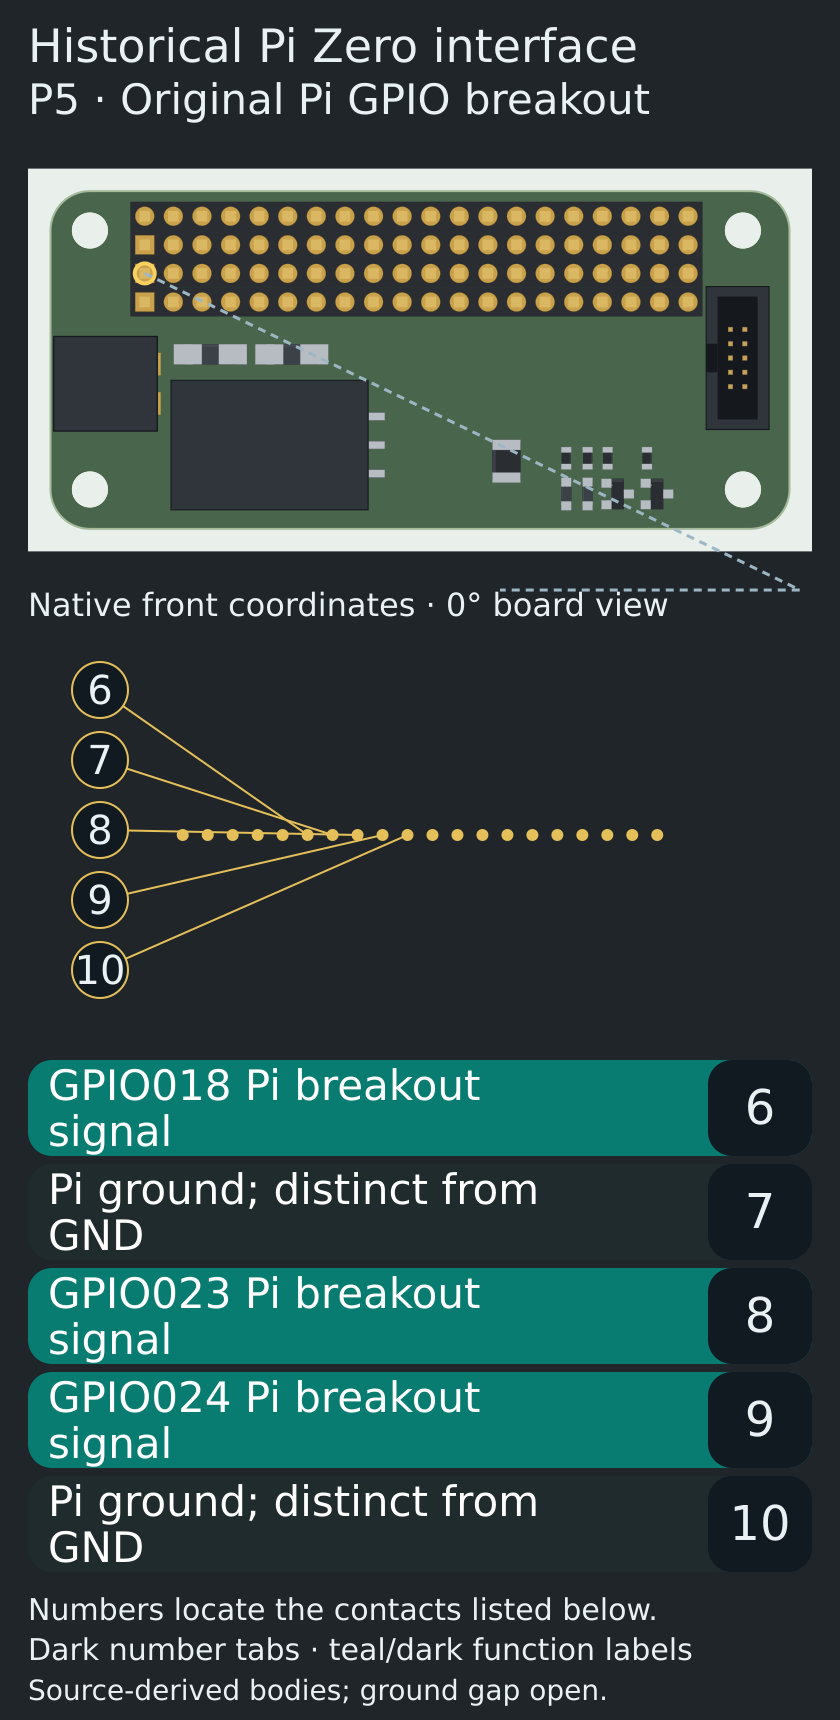 Historical Pi Zero interface
P5 · Original Pi GPIO breakout
Native front coordinates · 0° board view
6
7
8
9
10
GPIO018 Pi breakout
signal
6
Pi ground; distinct from
GND
7
GPIO023 Pi breakout
signal
8
GPIO024 Pi breakout
signal
9
Pi ground; distinct from
GND
10
Numbers locate the contacts listed below.
Dark number tabs · teal/dark function labels
Source-derived bodies; ground gap open.